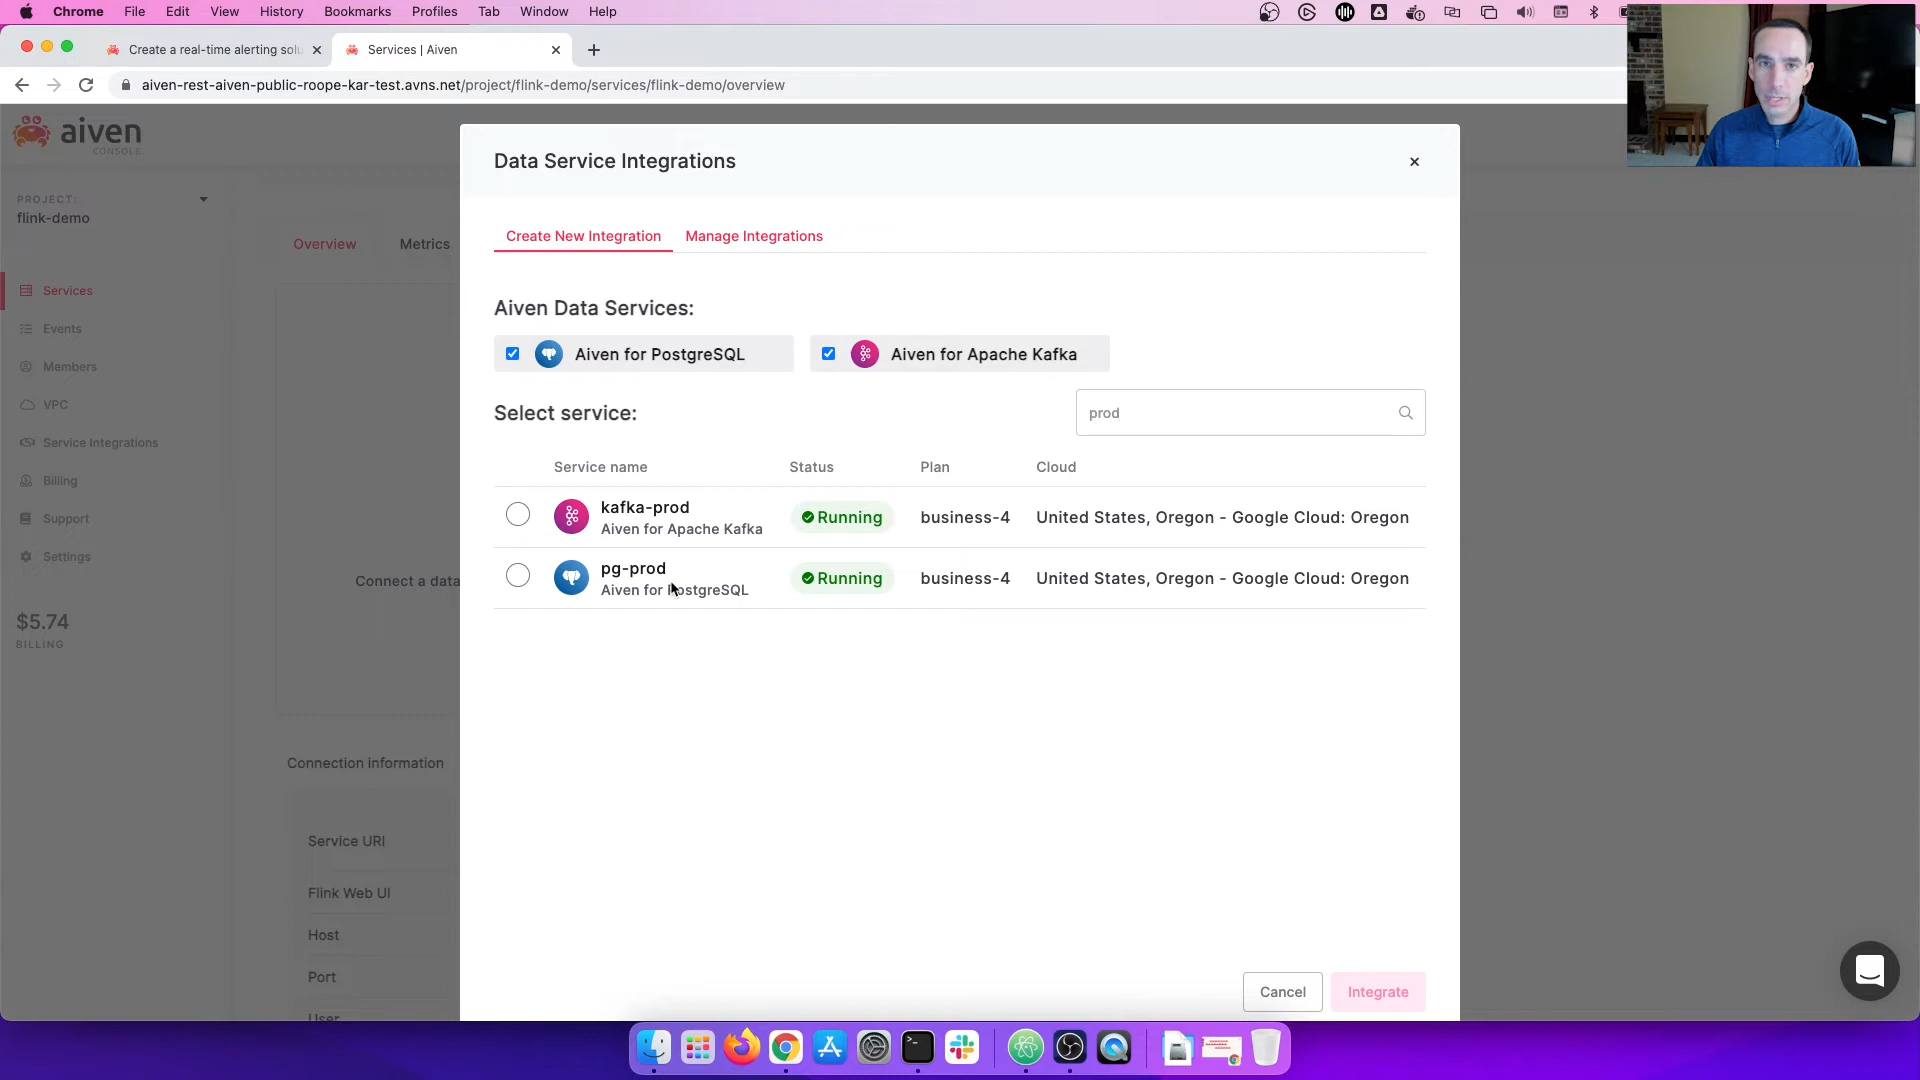 Chrome File Edit View History Bookmarks Profiles Tab Window Help
Create a real-time alerting solu
Services | Aiven
aiven-rest-aiven-public-roope-kar-test.avns.net/project/flink-demo/services/flink-demo/overview
aiven
CONSOLE
PROJECT:
flink-demo
Services
Events
Members
VPC
Service Integrations
Billing
Support
Settings
$5.74
BILLING
Overview Metrics
Connect a data
Connection information
Service URI
Flink Web UI
Host
Port
User
Data Service Integrations
Create New Integration Manage Integrations
Aiven Data Services:
Aiven for PostgreSQL Aiven for Apache Kafka
Select service:
prod
Service name Status Plan Cloud
kafka-prod
Aiven for Apache Kafka
Running business-4 United States, Oregon - Google Cloud: Oregon
pg-prod
Aiven for PostgreSQL
Running business-4 United States, Oregon - Google Cloud: Oregon
Cancel Integrate